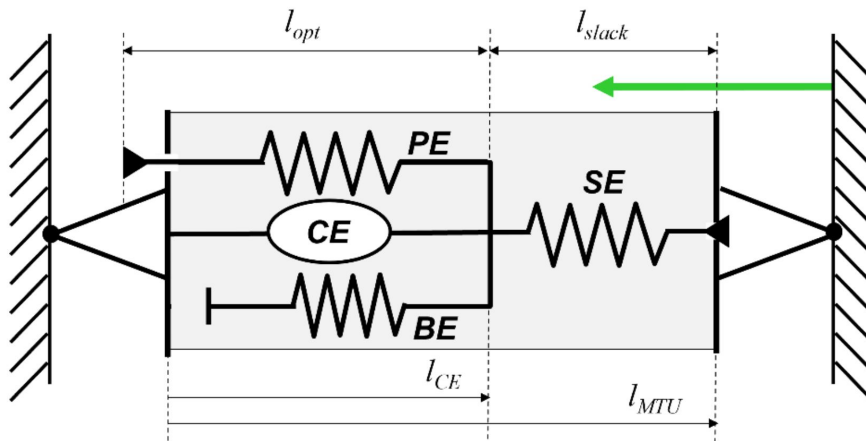 l_opt
l_slack
PE
SE
CE
BE
l_CE
l_MTU